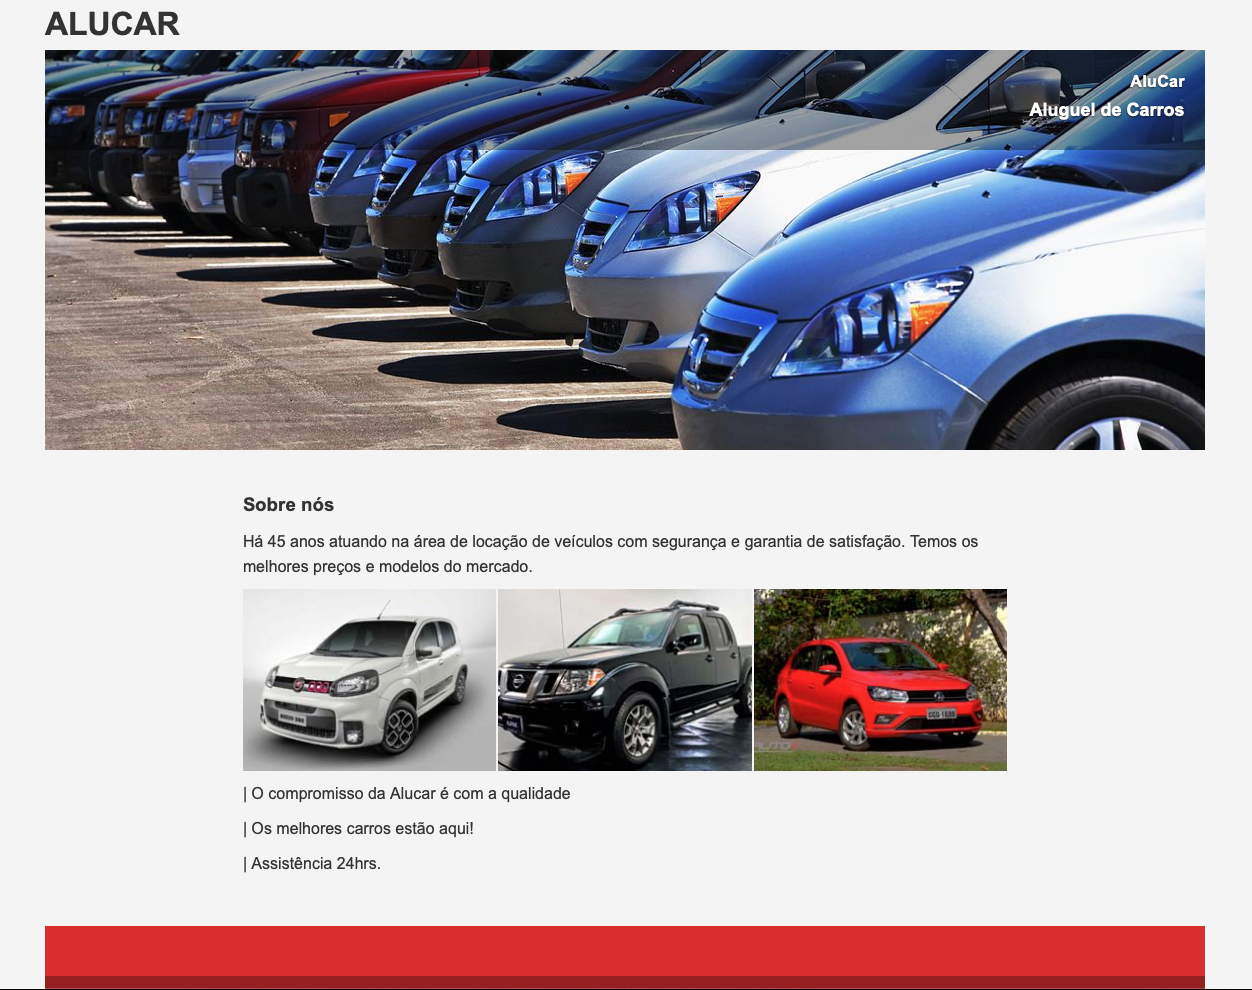 ALUCAR
AluCar
Aluguel de Carros
Sobre nós
Há 45 anos atuando na área de locação de veículos com segurança e garantia de satisfação. Temos os
melhores preços e modelos do mercado.
| O compromisso da Alucar é com a qualidade
| Os melhores carros estão aqui!
| Assistência 24hrs.